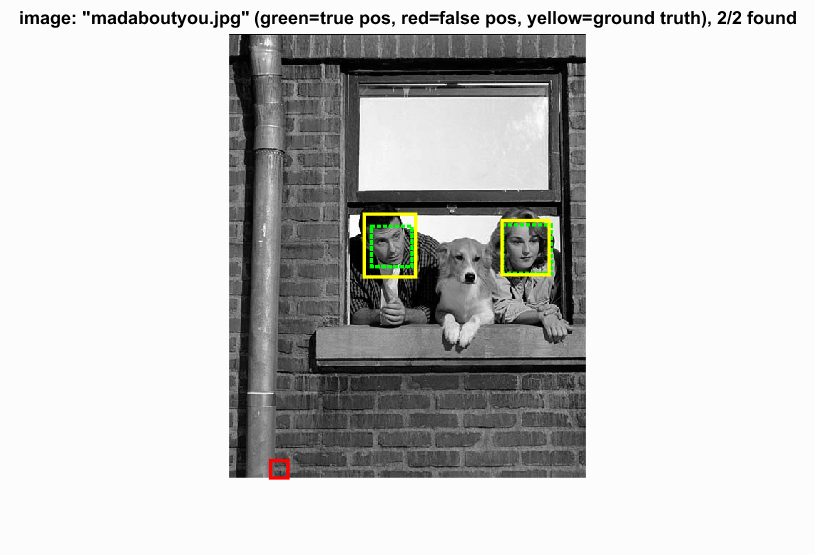 image: "madaboutyou.jpg" (green=true pos, red=false pos, yellow=ground truth), 2/2 found